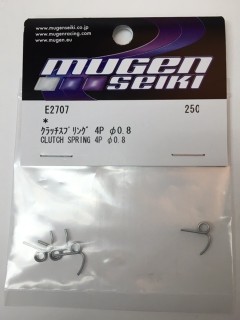 www.mugenseiki.co.jp
www.mugenracing.com
www.mugen.eu
MUGEN
SEIKI
E2707 250
*
クラッチスプリング 4P φ0.8
CLUTCH SPRING 4P φ0.8